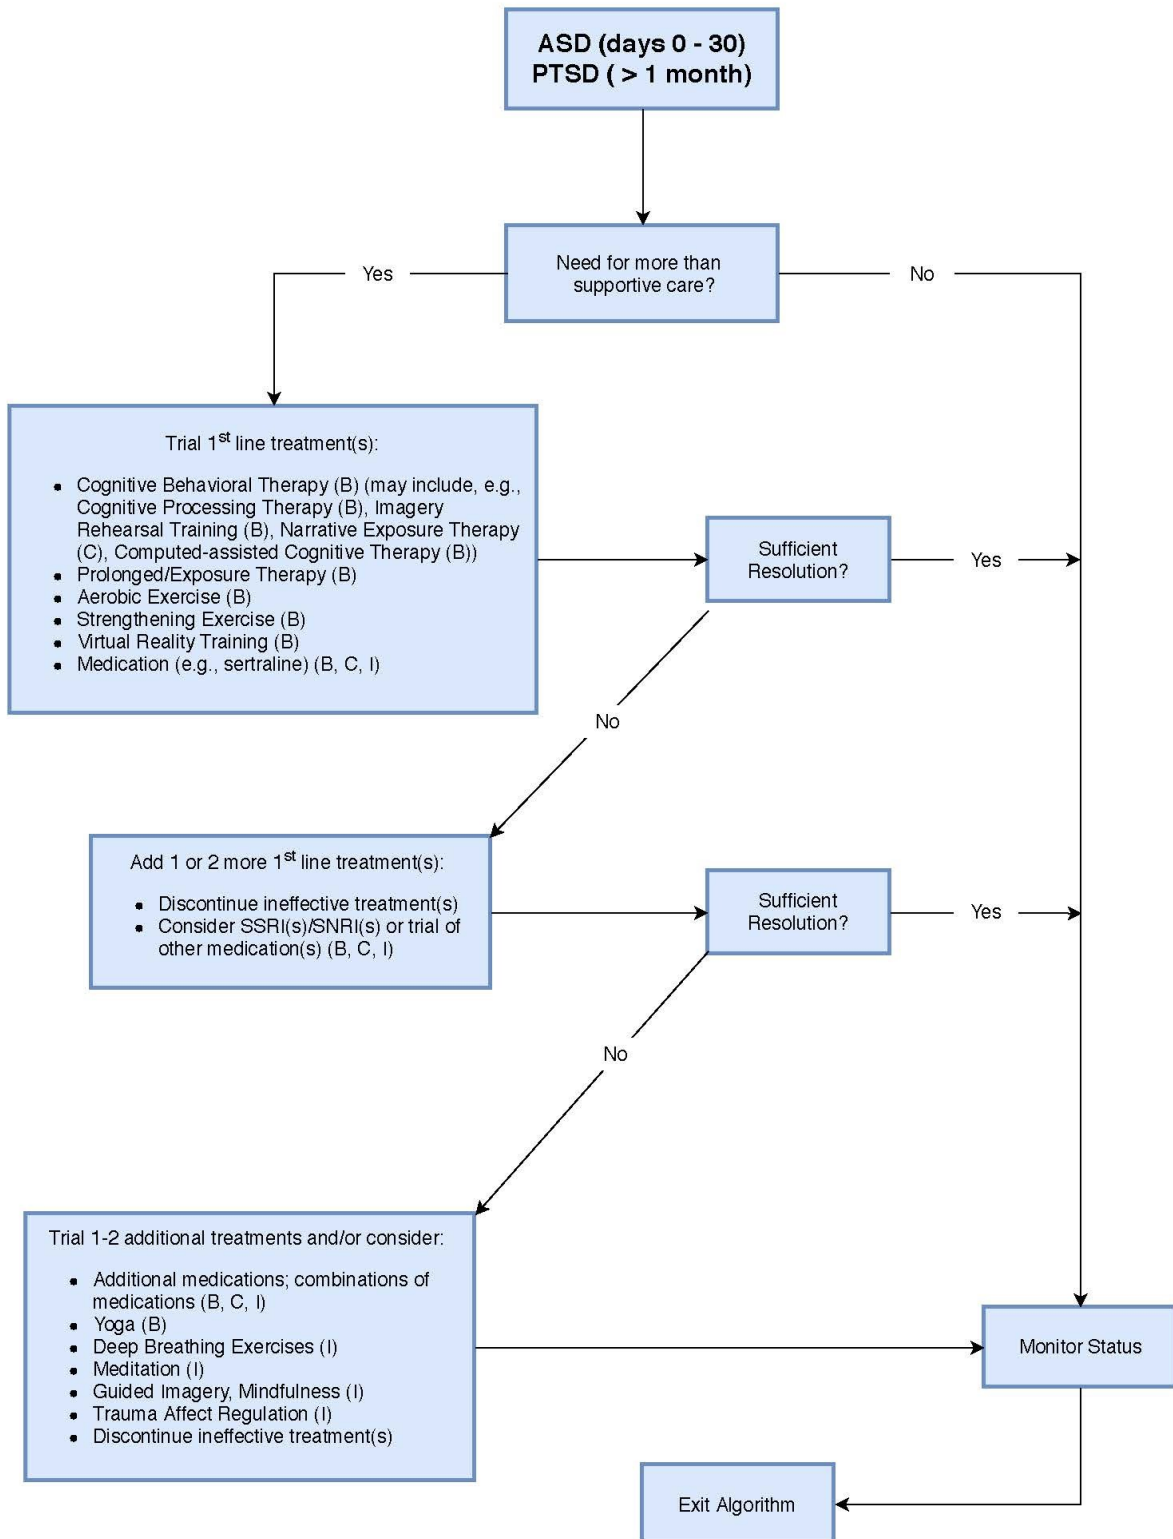 ASD (days 0 - 30)
PTSD ( > 1 month)
Need for more than
supportive care?
Yes
No
Trial 1st line treatment(s):
• Cognitive Behavioral Therapy (B) (may include, e.g.,
Cognitive Processing Therapy (B), Imagery
Rehearsal Training (B), Narrative Exposure Therapy
(C), Computed-assisted Cognitive Therapy (B))
• Prolonged/Exposure Therapy (B)
• Aerobic Exercise (B)
• Strengthening Exercise (B)
• Virtual Reality Training (B)
• Medication (e.g., sertraline) (B, C, I)
Sufficient
Resolution?
Yes
No
Add 1 or 2 more 1st line treatment(s):
• Discontinue ineffective treatment(s)
• Consider SSRI(s)/SNRI(s) or trial of
other medication(s) (B, C, I)
Sufficient
Resolution?
Yes
No
Trial 1-2 additional treatments and/or consider:
• Additional medications; combinations of
medications (B, C, I)
• Yoga (B)
• Deep Breathing Exercises (I)
• Meditation (I)
• Guided Imagery, Mindfulness (I)
• Trauma Affect Regulation (I)
• Discontinue ineffective treatment(s)
Monitor Status
Exit Algorithm